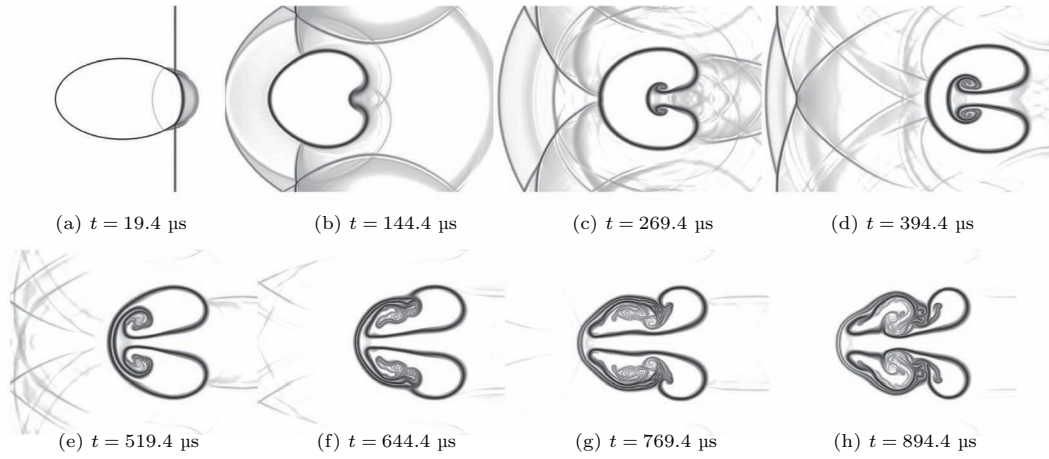 (a) t = 19.4 µs (b) t = 144.4 µs (c) t = 269.4 µs (d) t = 394.4 µs
(e) t = 519.4 µs (f) t = 644.4 µs (g) t = 769.4 µs (h) t = 894.4 µs